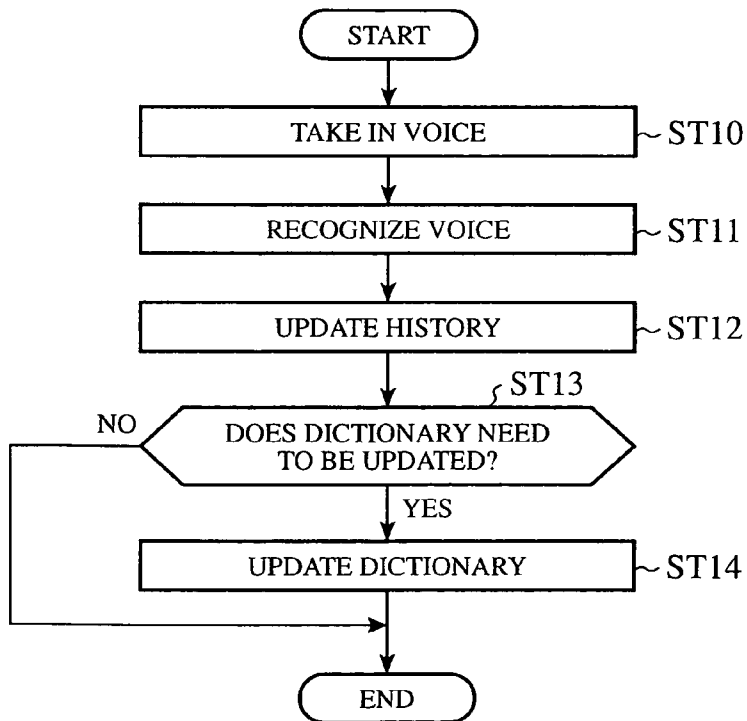 START
TAKE IN VOICE
ST10
RECOGNIZE VOICE
ST11
UPDATE HISTORY
ST12
ST13
NO
DOES DICTIONARY NEED
TO BE UPDATED?
YES
UPDATE DICTIONARY
ST14
END